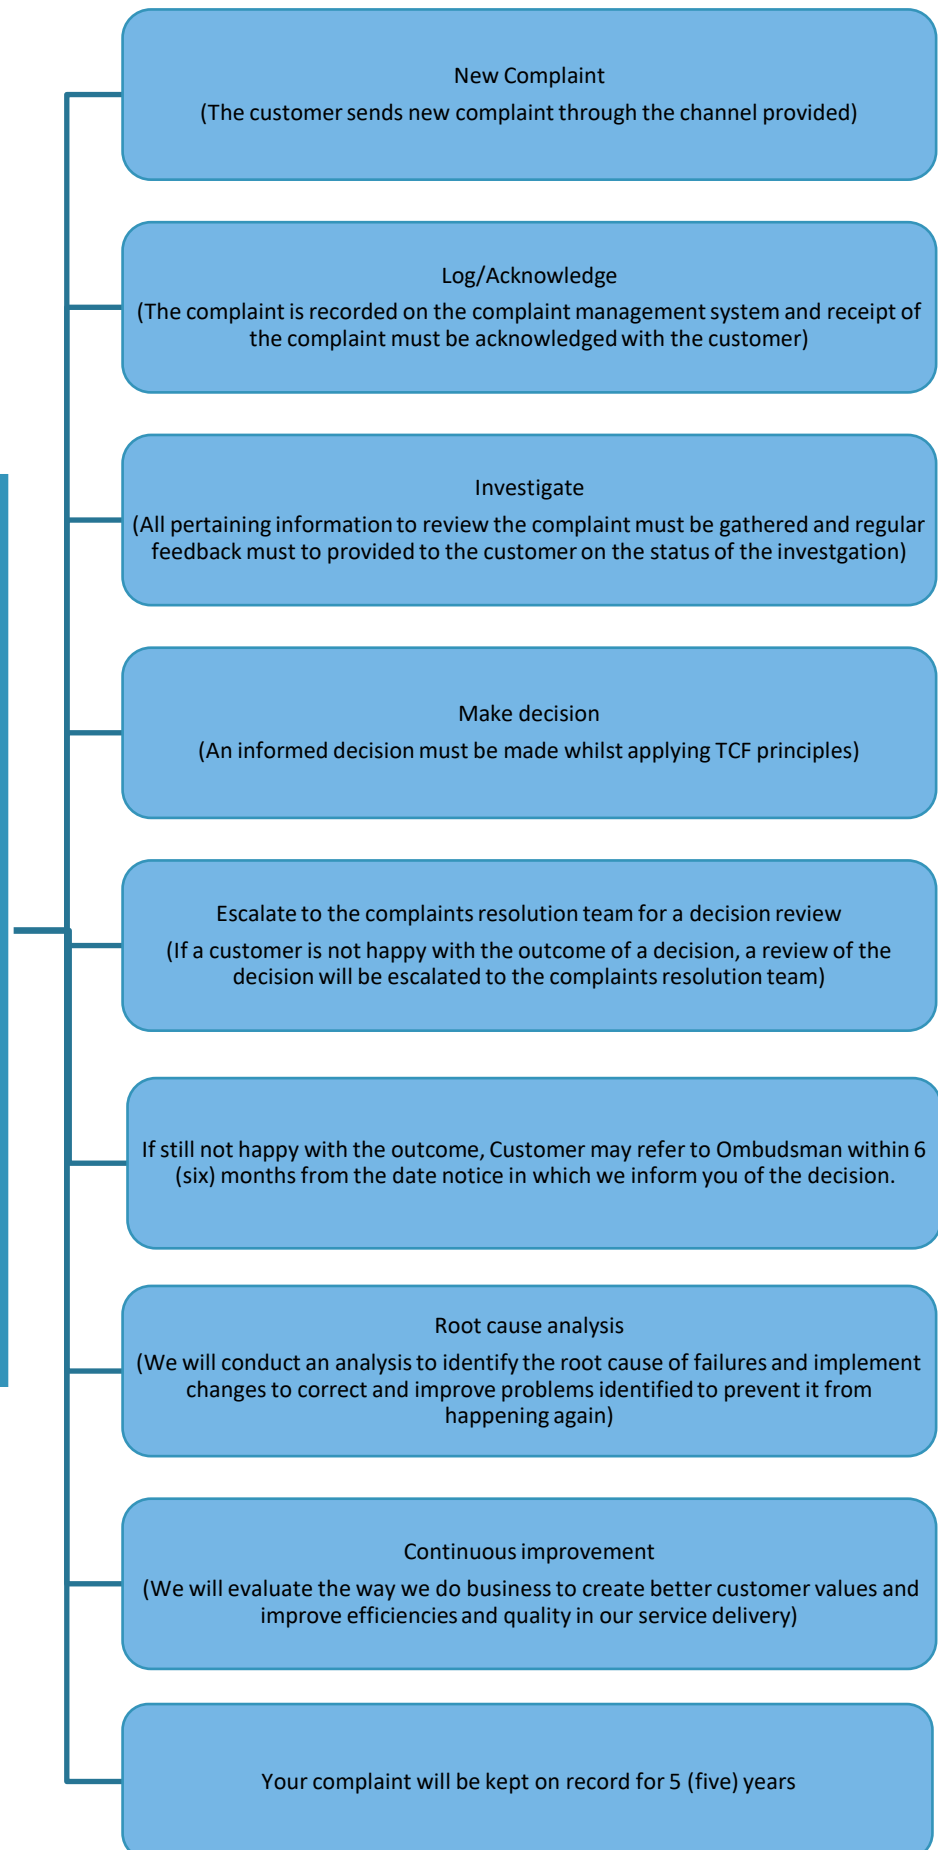 New Complaint
(The customer sends new complaint through the channel provided)
Log/Acknowledge
(The complaint is recorded on the complaint management system and receipt of
the complaint must be acknowledged with the customer)
Investigate
(All pertaining information to review the complaint must be gathered and regular
feedback must to provided to the customer on the status of the investgation)
Make decision
(An informed decision must be made whilst applying TCF principles)
Escalate to the complaints resolution team for a decision review
(If a customer is not happy with the outcome of a decision, a review of the
decision will be escalated to the complaints resolution team)
If still not happy with the outcome, Customer may refer to Ombudsman within 6
(six) months from the date notice in which we inform you of the decision.
Root cause analysis
(We will conduct an analysis to identify the root cause of failures and implement
changes to correct and improve problems identified to prevent it from
happening again)
Continuous improvement
(We will evaluate the way we do business to create better customer values and
improve efficiencies and quality in our service delivery)
Your complaint will be kept on record for 5 (five) years